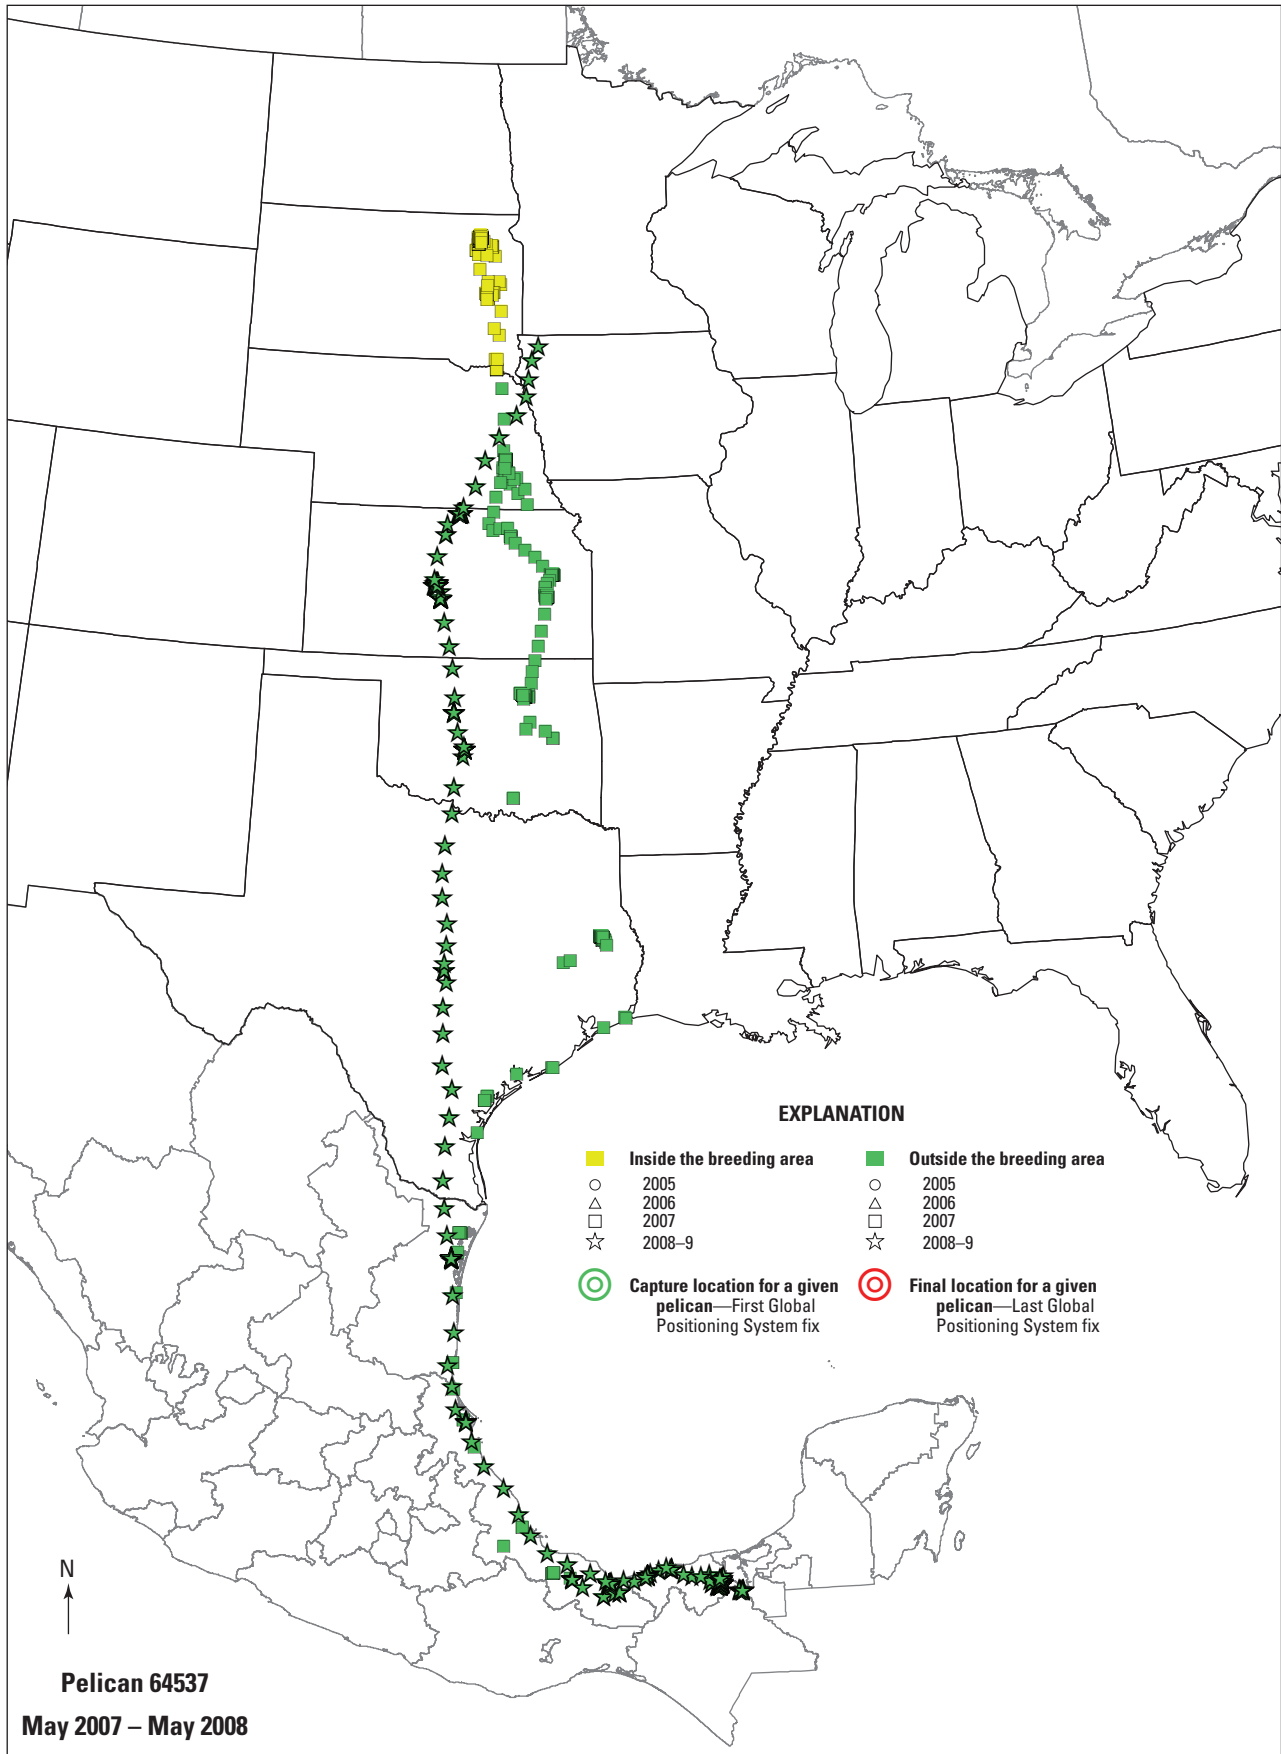 EXPLANATION
Inside the breeding area
2005
2006
2007
2008–9
Capture location for a given
pelican—First Global
Positioning System fix
Outside the breeding area
2005
2006
2007
2008–9
Final location for a given
pelican—Last Global
Positioning System fix
N
Pelican 64537
May 2007 – May 2008